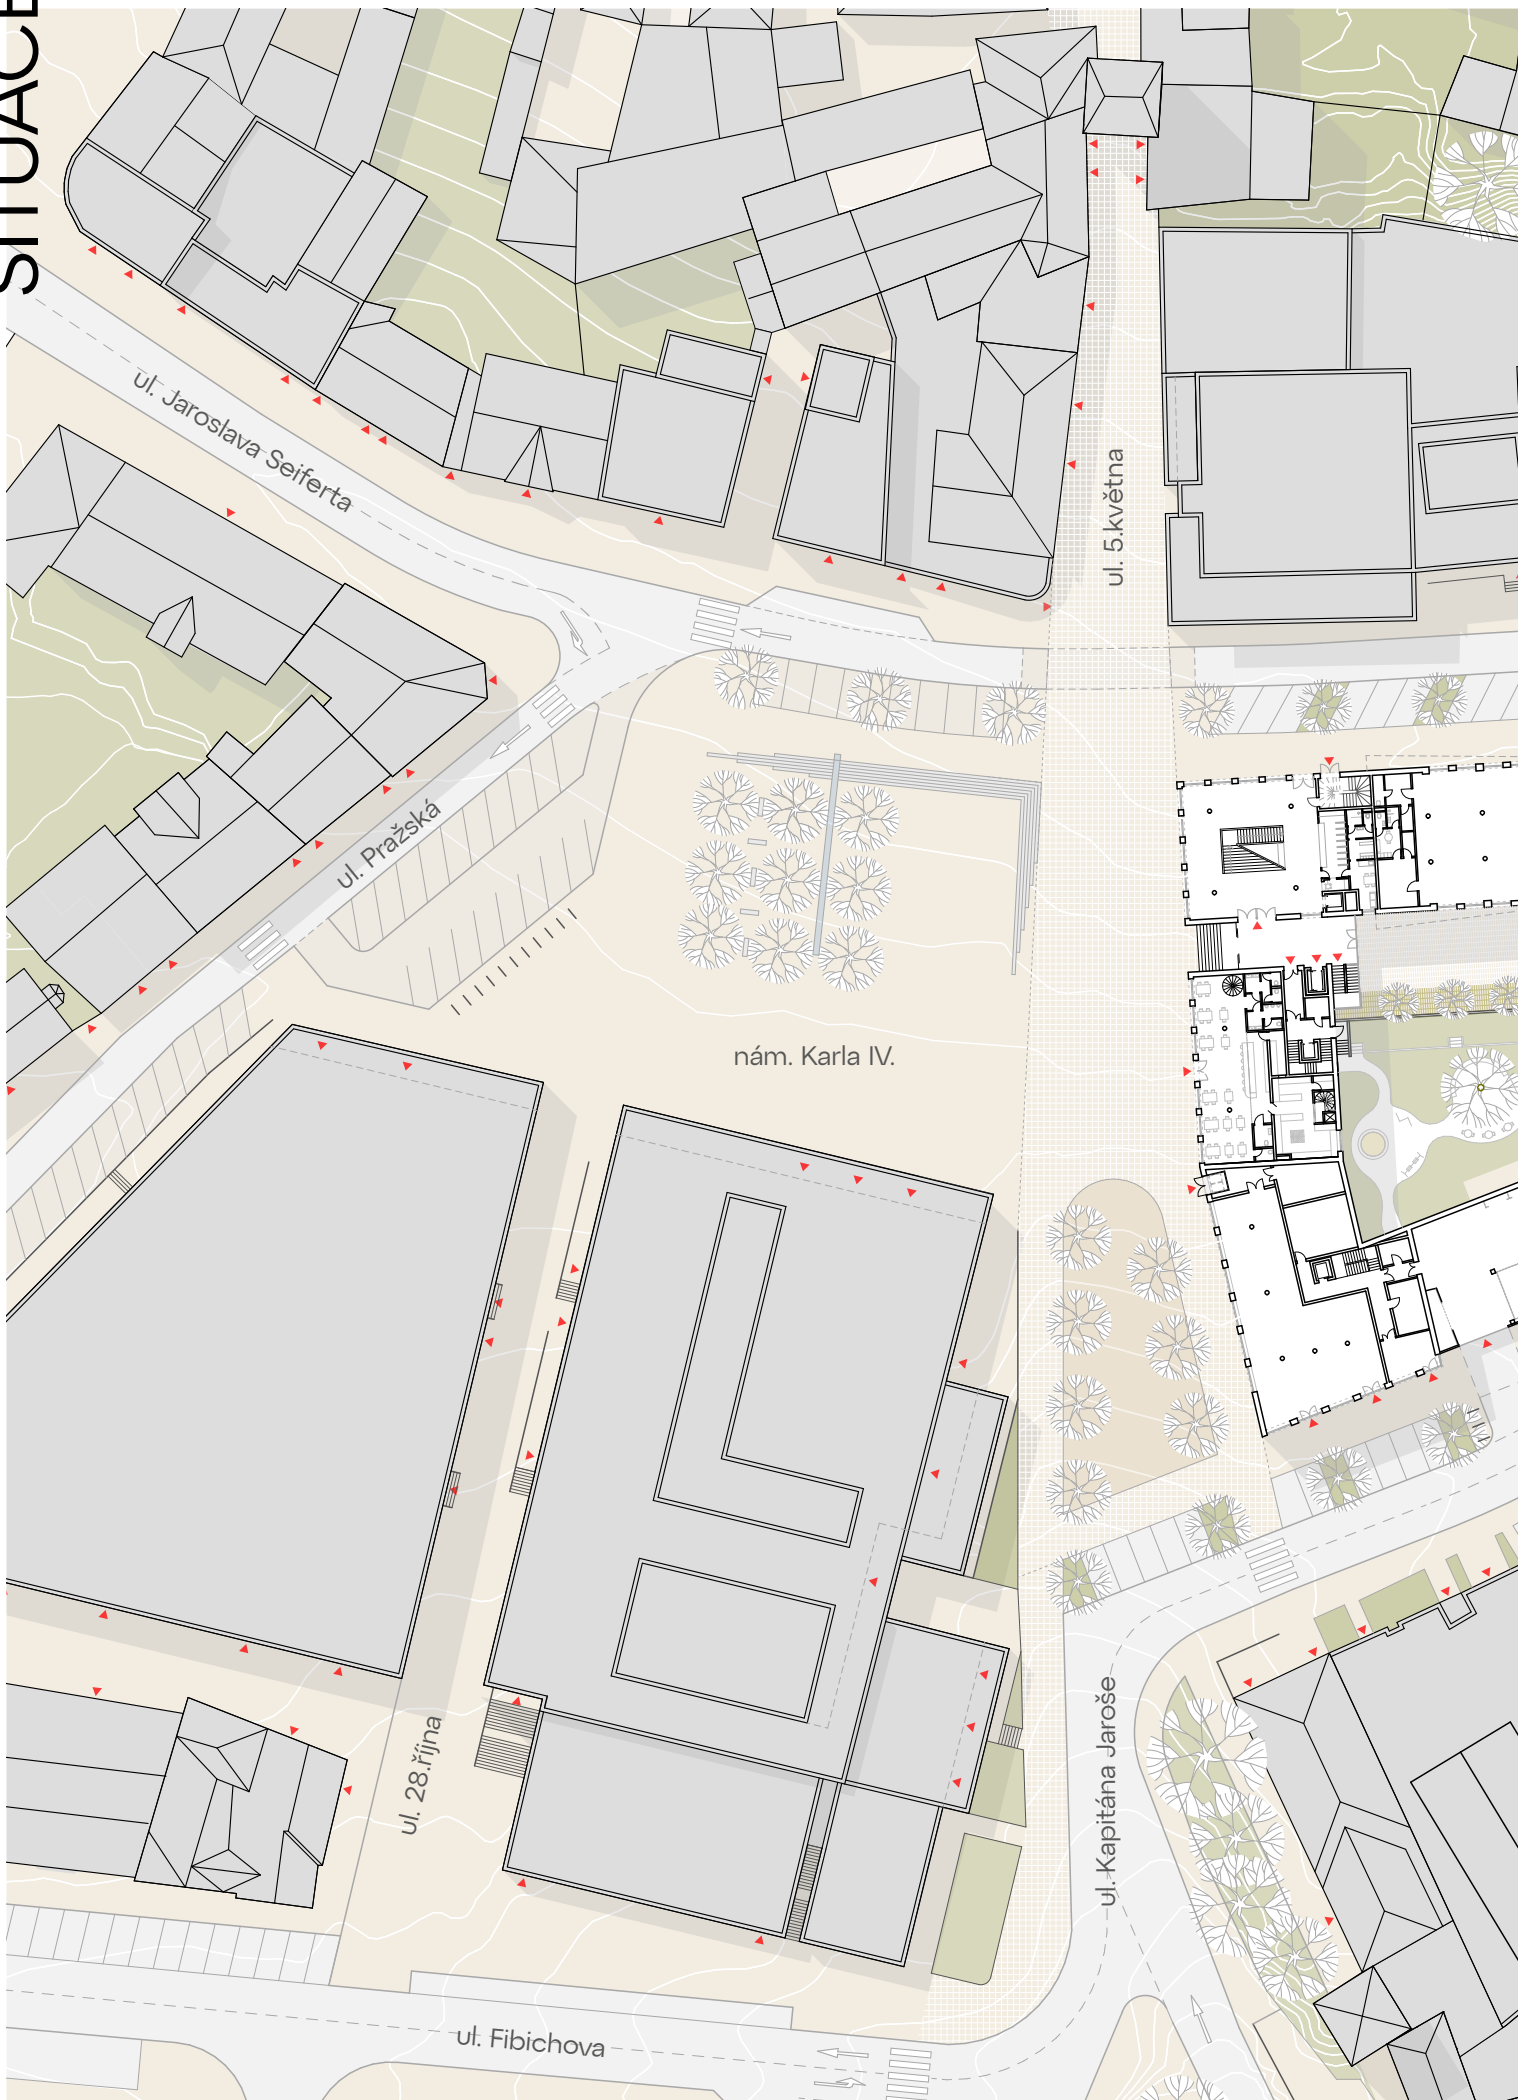 SITUACE
ul. Jaroslava Seiferta
ul. 5.května
ul. Pražská
nám. Karla IV.
ul. 28.října
ul. Kapitána Jaroše
ul. Fibichova